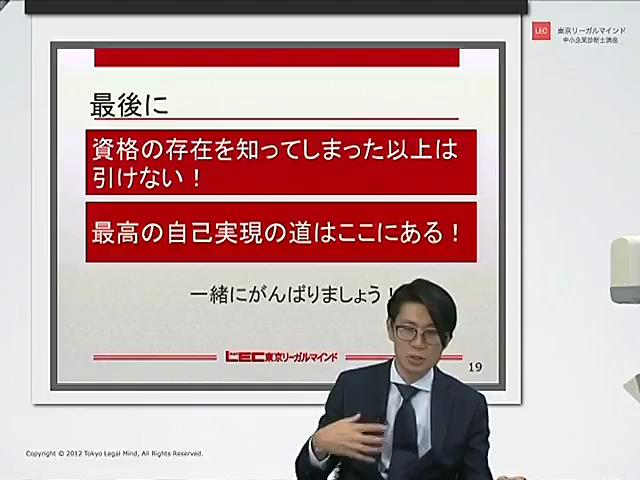 LEC 東京リーガルマインド
中小企業診断士講座
最後に
資格の存在を知ってしまった以上は
引けない！
最高の自己実現の道はここにある！
一緒にがんばりましょう！
LEC東京リーガルマインド
19
Copyright © 2012 Tokyo Legal Mind, All Rights Reserved.